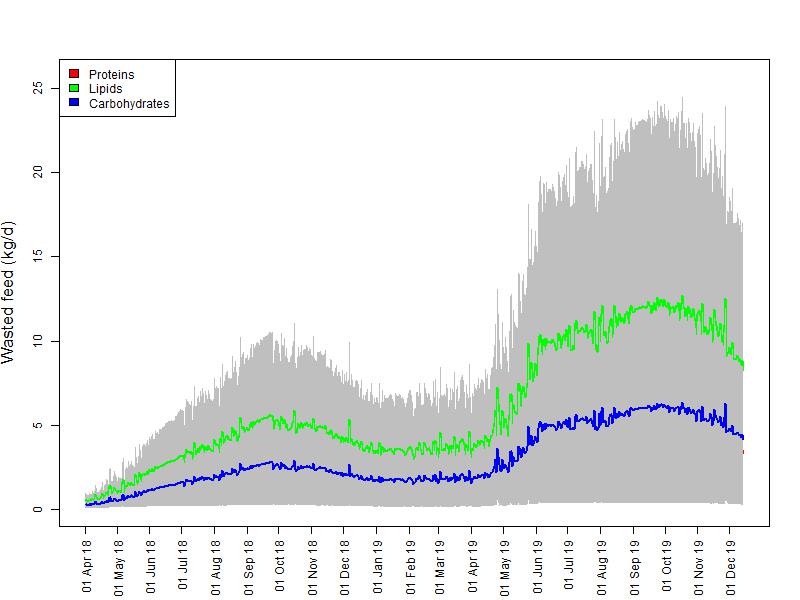 Proteins
Lipids
Carbohydrates
Wasted feed (kg/d)
25
20
15
10
5
0
01 Apr 18
01 May 18
01 Jun 18
01 Jul 18
01 Aug 18
01 Sep 18
01 Oct 18
01 Nov 18
01 Dec 18
01 Jan 19
01 Feb 19
01 Mar 19
01 Apr 19
01 May 19
01 Jun 19
01 Jul 19
01 Aug 19
01 Sep 19
01 Oct 19
01 Nov 19
01 Dec 19